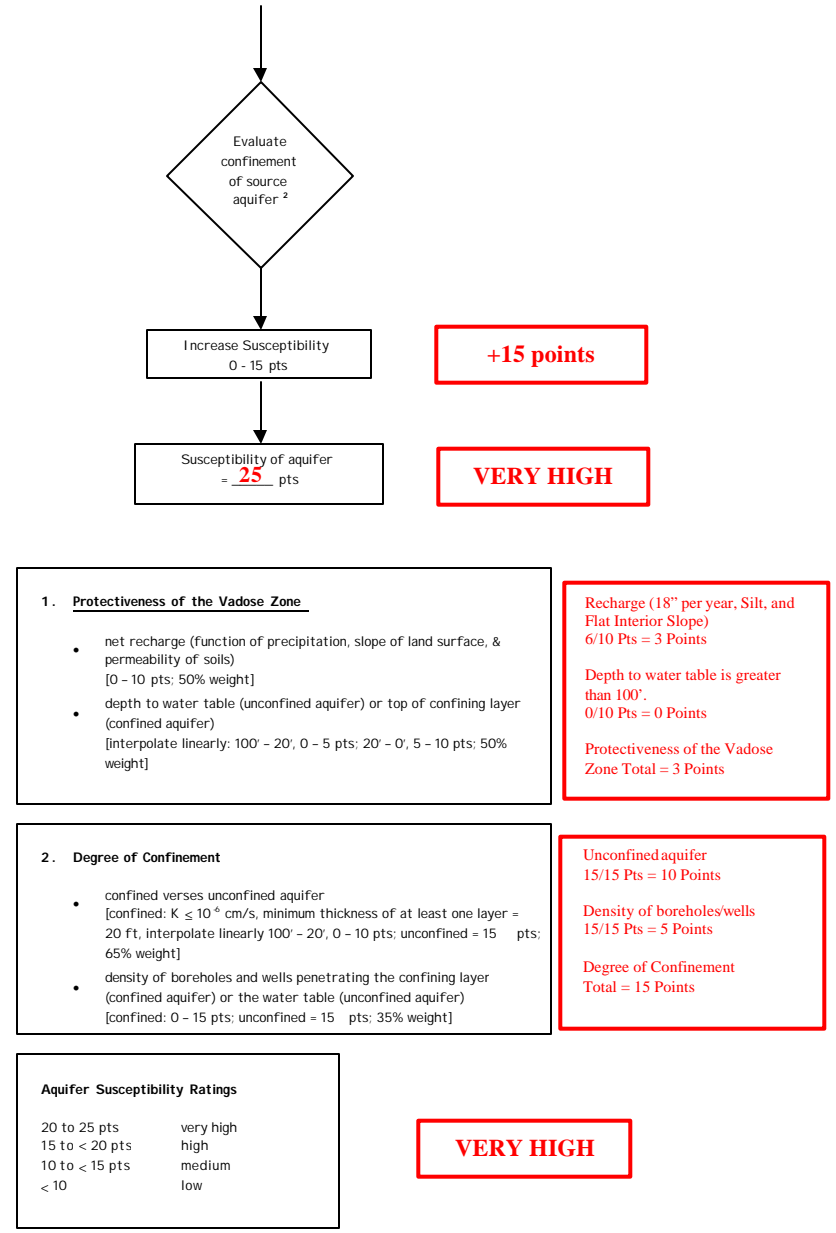 Evaluate
confinement
of source
aquifer ²
Increase Susceptibility
0 - 15 pts
+15 points
Susceptibility of aquifer
= 25 pts
VERY HIGH
1. Protectiveness of the Vadose Zone
• net recharge (function of precipitation, slope of land surface, &
permeability of soils)
[0 – 10 pts; 50% weight]
• depth to water table (unconfined aquifer) or top of confining layer
(confined aquifer)
[interpolate linearly: 100′ – 20′, 0 – 5 pts; 20′ – 0′, 5 – 10 pts; 50%
weight]
Recharge (18” per year, Silt, and
Flat Interior Slope)
6/10 Pts = 3 Points
Depth to water table is greater
than 100’.
0/10 Pts = 0 Points
Protectiveness of the Vadose
Zone Total = 3 Points
2. Degree of Confinement
• confined verses unconfined aquifer
[confined: K ≤ 10⁻⁶ cm/s, minimum thickness of at least one layer =
20 ft, interpolate linearly 100′ – 20′, 0 – 10 pts; unconfined = 15 pts;
65% weight]
• density of boreholes and wells penetrating the confining layer
(confined aquifer) or the water table (unconfined aquifer)
[confined: 0 – 15 pts; unconfined = 15 pts; 35% weight]
Unconfined aquifer
15/15 Pts = 10 Points
Density of boreholes/wells
15/15 Pts = 5 Points
Degree of Confinement
Total = 15 Points
Aquifer Susceptibility Ratings
20 to 25 pts very high
15 to < 20 pts high
10 to < 15 pts medium
< 10 low
VERY HIGH